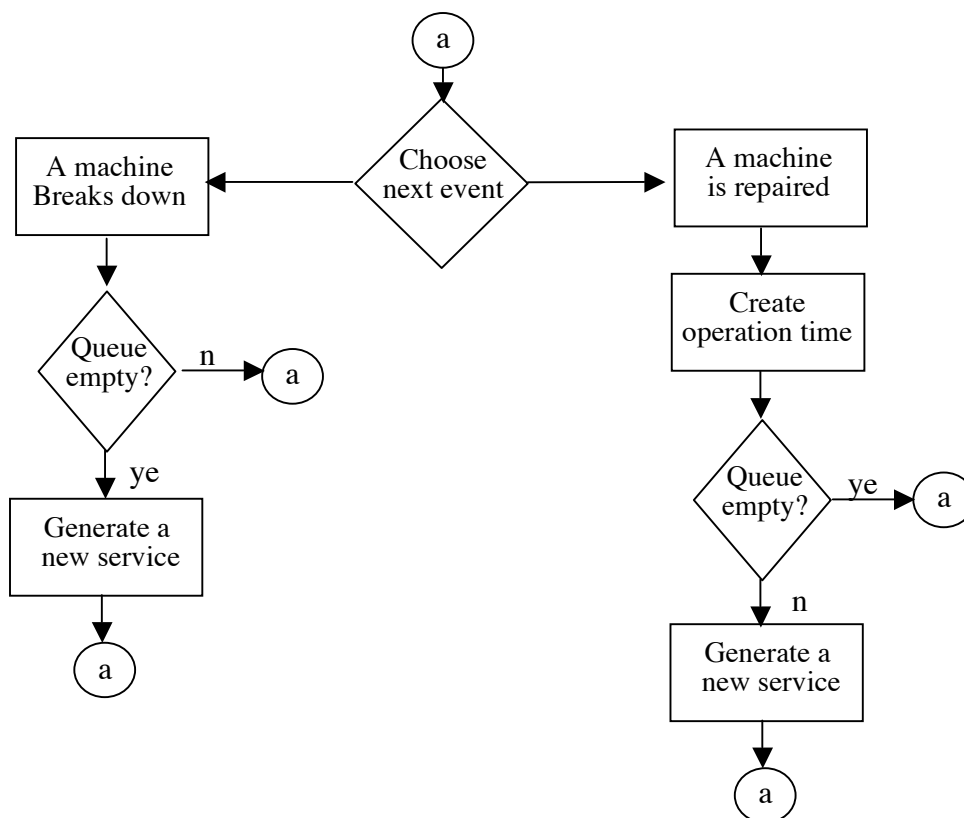 a
Choose
next event
A machine
Breaks down
Queue
empty?
n
a
ye
Generate a
new service
a
A machine
is repaired
Create
operation time
Queue
empty?
ye
a
n
Generate a
new service
a